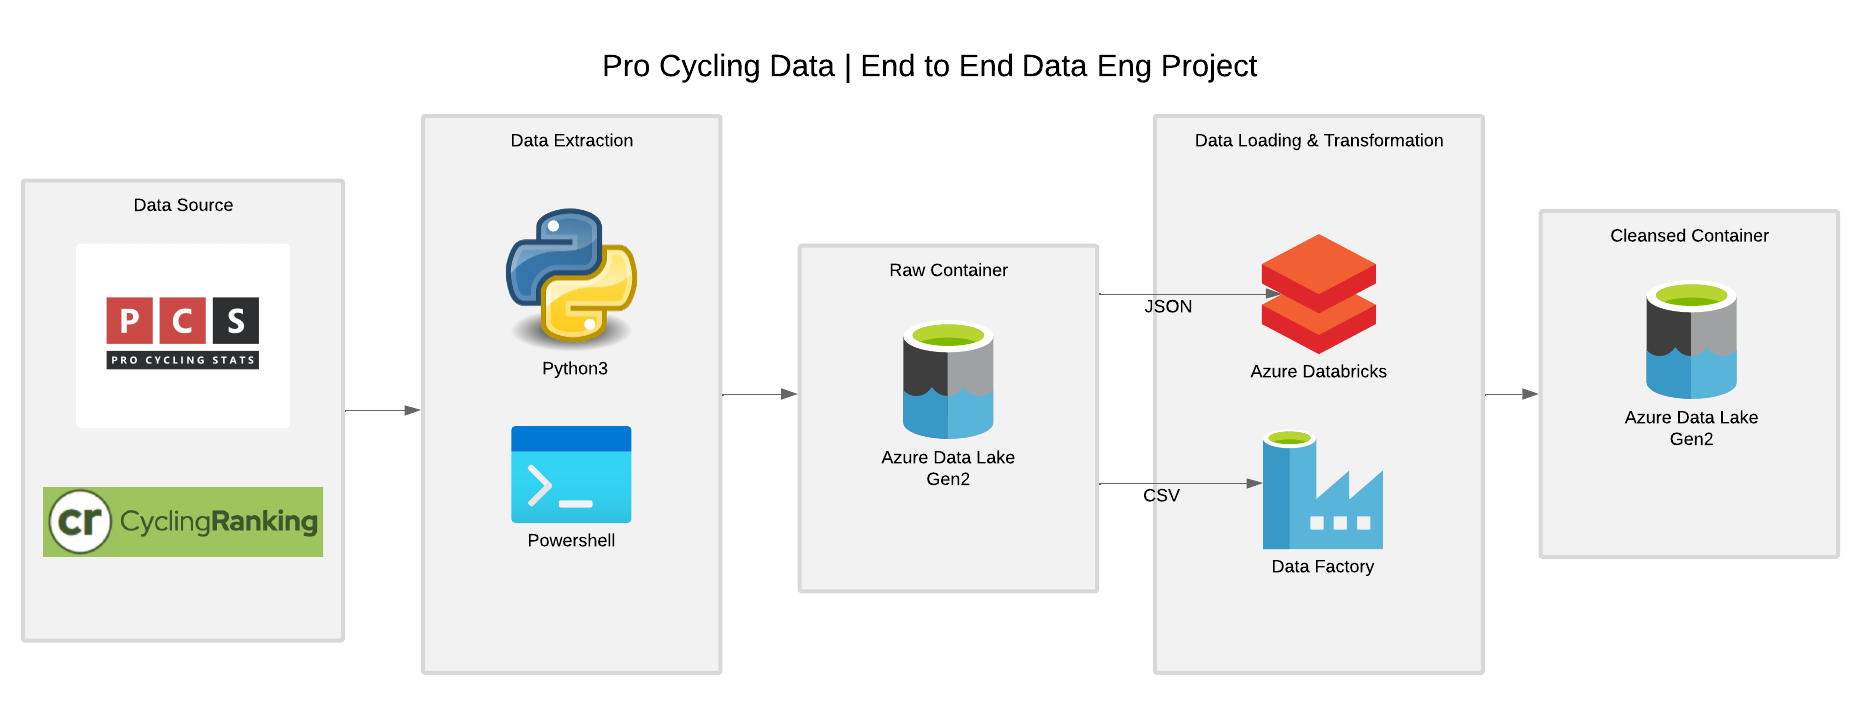 Pro Cycling Data | End to End Data Eng Project
Data Source
P C S
PRO CYCLING STATS
cr CyclingRanking
Data Extraction
Python3
Powershell
Raw Container
Azure Data Lake
Gen2
JSON
CSV
Data Loading & Transformation
Azure Databricks
Data Factory
Cleansed Container
Azure Data Lake
Gen2